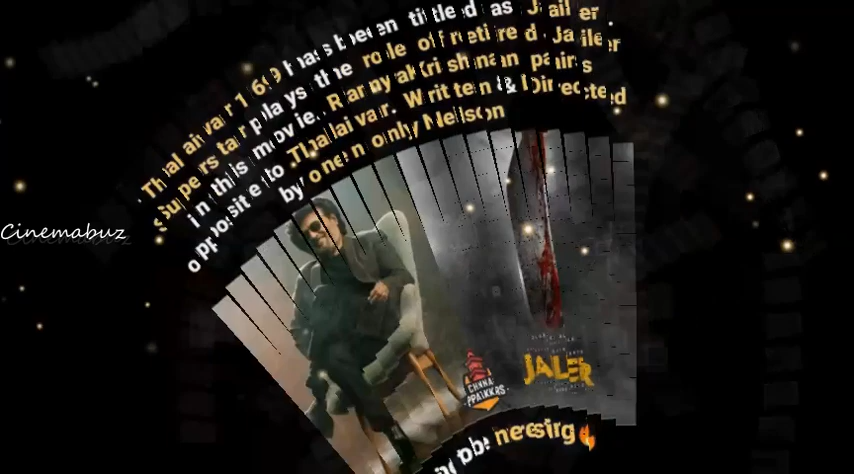 Thalaivar 169 has been titled as Jailer.
Superstar plays the role of retired Jailer
in this movie. Ramyakrishnan pairs
opposite to Thalaivar. Written & Directed
by one n only Nelson
Cinemabuz
JAILER